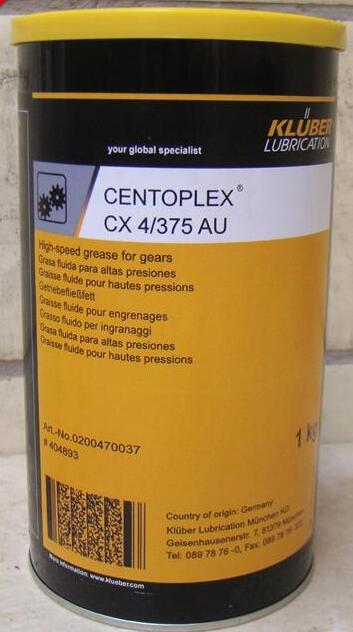 KLÜBER
LUBRICATION
your global specialist
CENTOPLEX®
CX 4/375 AU
High-speed grease for gears
Grasa fluida para altas presiones
Graisse fluide pour hautes pressions
Getriebefließfett
Graisse fluide pour engrenages
Grasso fluido per ingranaggi
Grasa fluida para altas presiones
Graisse fluide pour hautes pressions
Art.-No.0200470037
# 404893
1 kg
Country of origin: Germany
Klüber Lubrication München KG
Geisenhausenerstr. 7, 81379 München
Tel: 089 78 76 -0, Fax: 089 78 76
More information: www.klueber.com